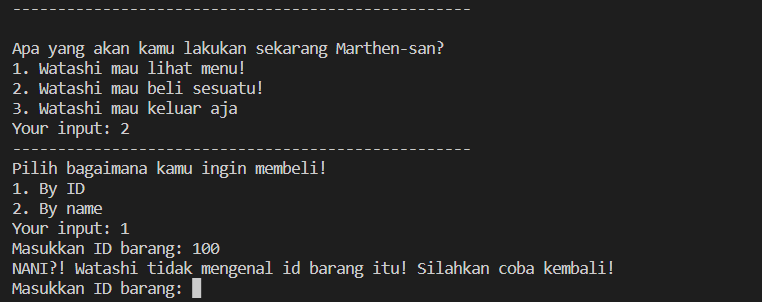 ---------------------------------------------------
Apa yang akan kamu lakukan sekarang Marthen-san?
1. Watashi mau lihat menu!
2. Watashi mau beli sesuatu!
3. Watashi mau keluar aja
Your input: 2
---------------------------------------------------
Pilih bagaimana kamu ingin membeli!
1. By ID
2. By name
Your input: 1
Masukkan ID barang: 100
NANI?! Watashi tidak mengenal id barang itu! Silahkan coba kembali!
Masukkan ID barang: